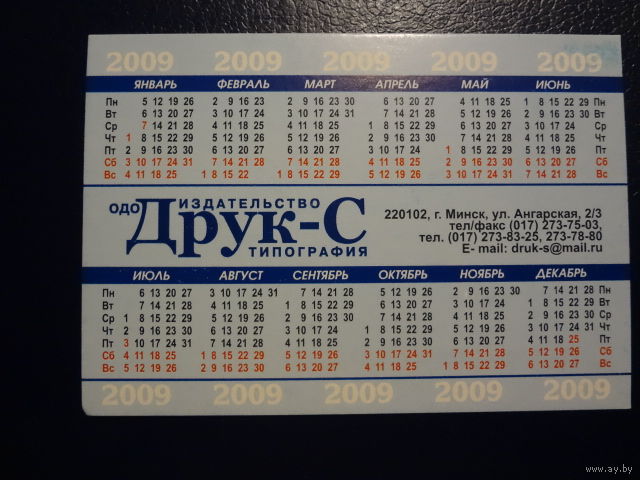 2009 2009 2009 2009 2009 2009
ЯНВАРЬ ФЕВРАЛЬ МАРТ АПРЕЛЬ МАЙ ИЮНЬ
Пн 5 12 19 26 2 9 16 23 2 9 16 23 30 6 13 20 27 4 11 18 25 1 8 15 22 29 Пн
Вт 6 13 20 27 3 10 17 24 3 10 17 24 31 7 14 21 28 5 12 19 26 2 9 16 23 30 Вт
Ср 7 14 21 28 4 11 18 25 4 11 18 25 1 8 15 22 29 6 13 20 27 3 10 17 24 Ср
Чт 1 8 15 22 29 5 12 19 26 5 12 19 26 2 9 16 23 30 7 14 21 28 4 11 18 25 Чт
Пт 2 9 16 23 30 6 13 20 27 6 13 20 27 3 10 17 24 1 8 15 22 29 5 12 19 26 Пт
Сб 3 10 17 24 31 7 14 21 28 7 14 21 28 4 11 18 25 2 9 16 23 30 6 13 20 27 Сб
Вс 4 11 18 25 1 8 15 22 1 8 15 22 29 5 12 19 26 3 10 17 24 31 7 14 21 28 Вс
ИЗДАТЕЛЬСТВО
ОДО Друк-С
ТИПОГРАФИЯ
220102, г. Минск, ул. Ангарская, 2/3
тел/факс (017) 273-75-03,
тел. (017) 273-83-25, 273-78-80
E- mail: druk-s@mail.ru
ИЮЛЬ АВГУСТ СЕНТЯБРЬ ОКТЯБРЬ НОЯБРЬ ДЕКАБРЬ
Пн 6 13 20 27 3 10 17 24 31 7 14 21 28 5 12 19 26 2 9 16 23 30 7 14 21 28 Пн
Вт 7 14 21 28 4 11 18 25 1 8 15 22 29 6 13 20 27 3 10 17 24 1 8 15 22 29 Вт
Ср 1 8 15 22 29 5 12 19 26 2 9 16 23 30 7 14 21 28 4 11 18 25 2 9 16 23 30 Ср
Чт 2 9 16 23 30 6 13 20 27 3 10 17 24 1 8 15 22 29 5 12 19 26 3 10 17 24 31 Чт
Пт 3 10 17 24 31 7 14 21 28 4 11 18 25 2 9 16 23 30 6 13 20 27 4 11 18 25 Пт
Сб 4 11 18 25 1 8 15 22 29 5 12 19 26 3 10 17 24 31 7 14 21 28 5 12 19 26 Сб
Вс 5 12 19 26 2 9 16 23 30 6 13 20 27 4 11 18 25 1 8 15 22 29 6 13 20 27 Вс
2009 2009 2009 2009 2009 2009
www.ay.by